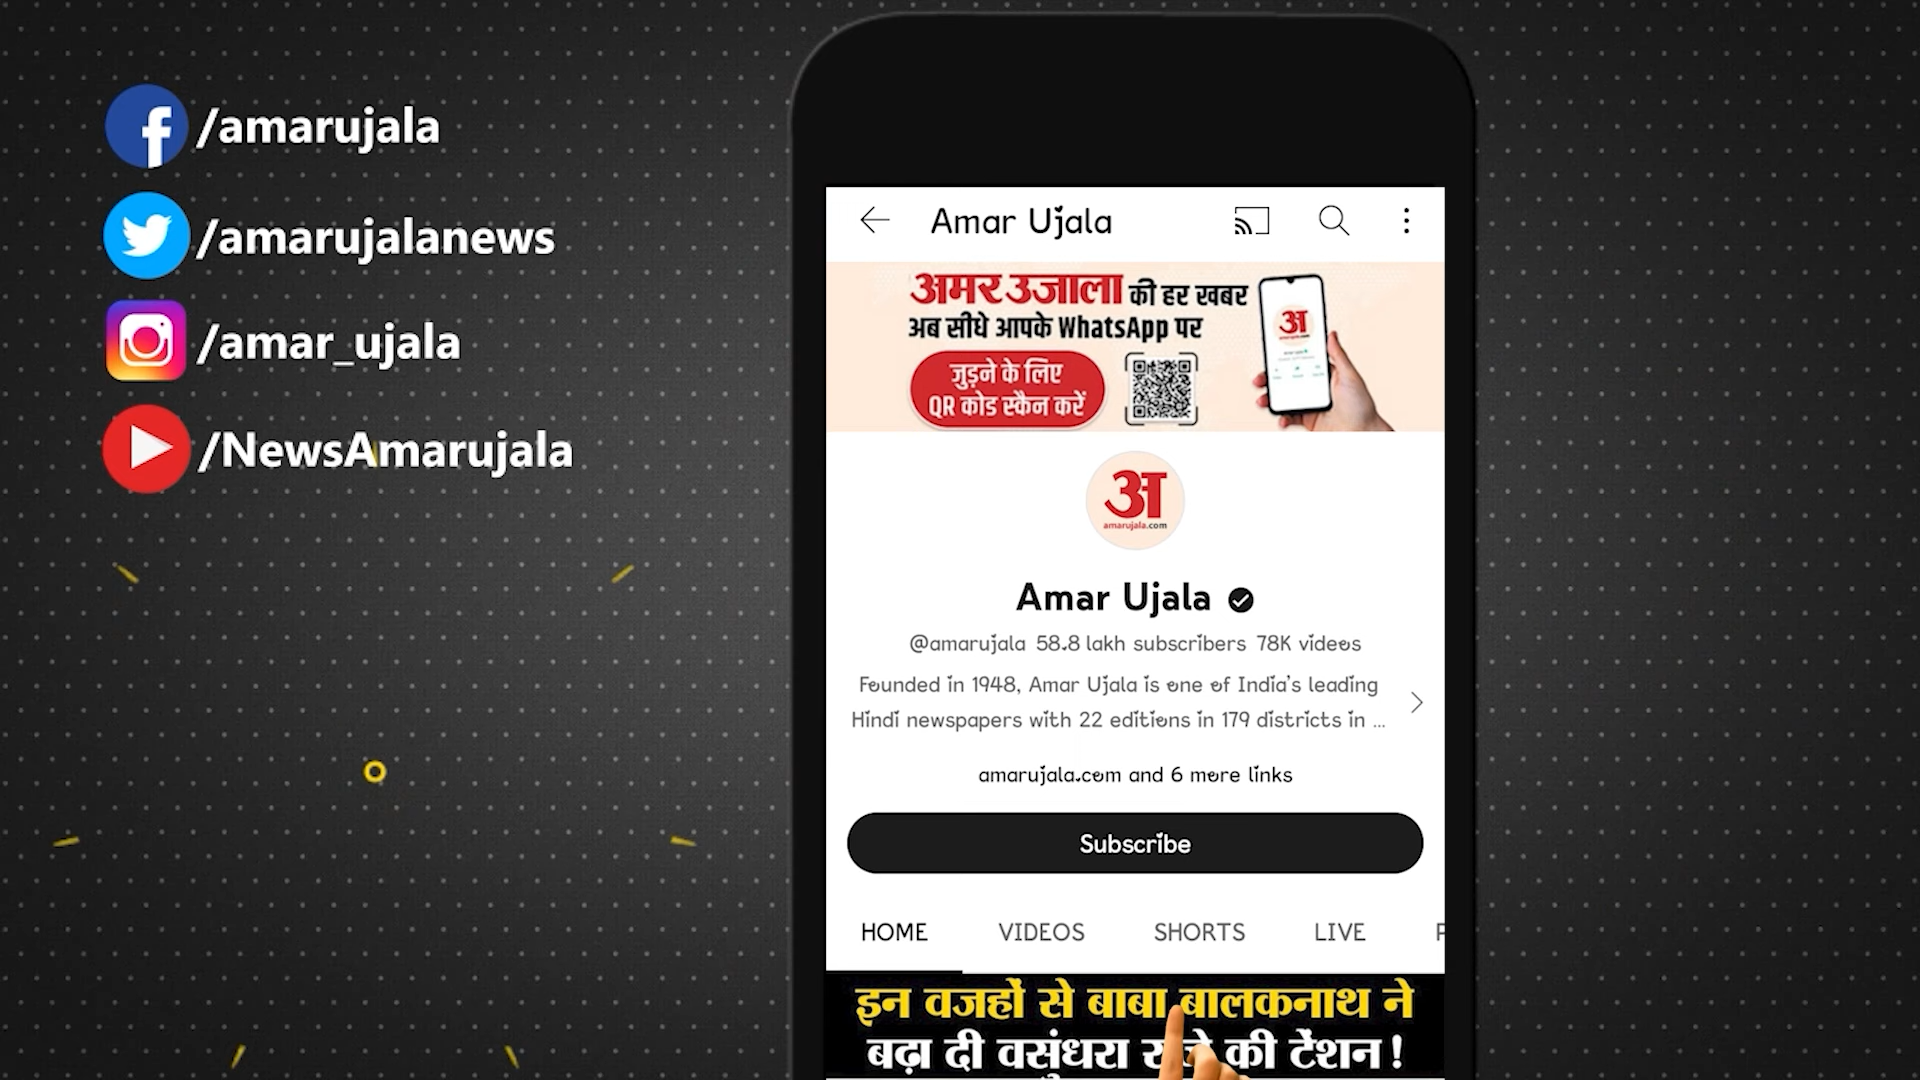 /amarujala
/amarujalanews
/amar_ujala
/NewsAmarujala
Amar Ujala
अमर उजाला की हर खबर
अब सीधे आपके WhatsApp पर
जुड़ने के लिए
QR कोड स्कैन करें
अ
अ
amarujala.com
Amar Ujala
@amarujala 58.8 lakh subscribers 78K videos
Founded in 1948, Amar Ujala is one of India's leading
Hindi newspapers with 22 editions in 179 districts in ...
amarujala.com and 6 more links
Subscribe
HOME VIDEOS SHORTS LIVE
इन वजहों से बाबा बालकनाथ ने
बढ़ा दी वसुंधरा की टेंशन!